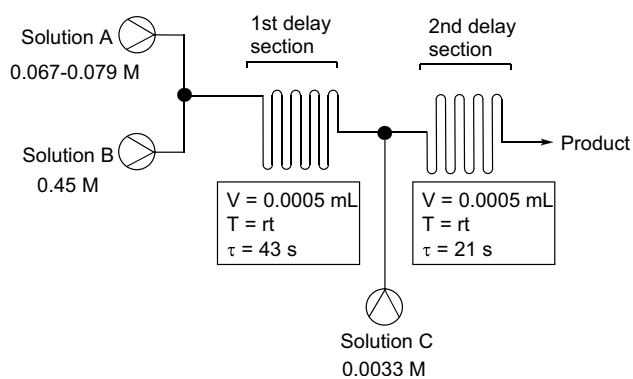 Solution A
0.067-0.079 M
Solution B
0.45 M
1st delay
section
2nd delay
section
V = 0.0005 mL
T = rt
τ = 43 s
V = 0.0005 mL
T = rt
τ = 21 s
Product
Solution C
0.0033 M